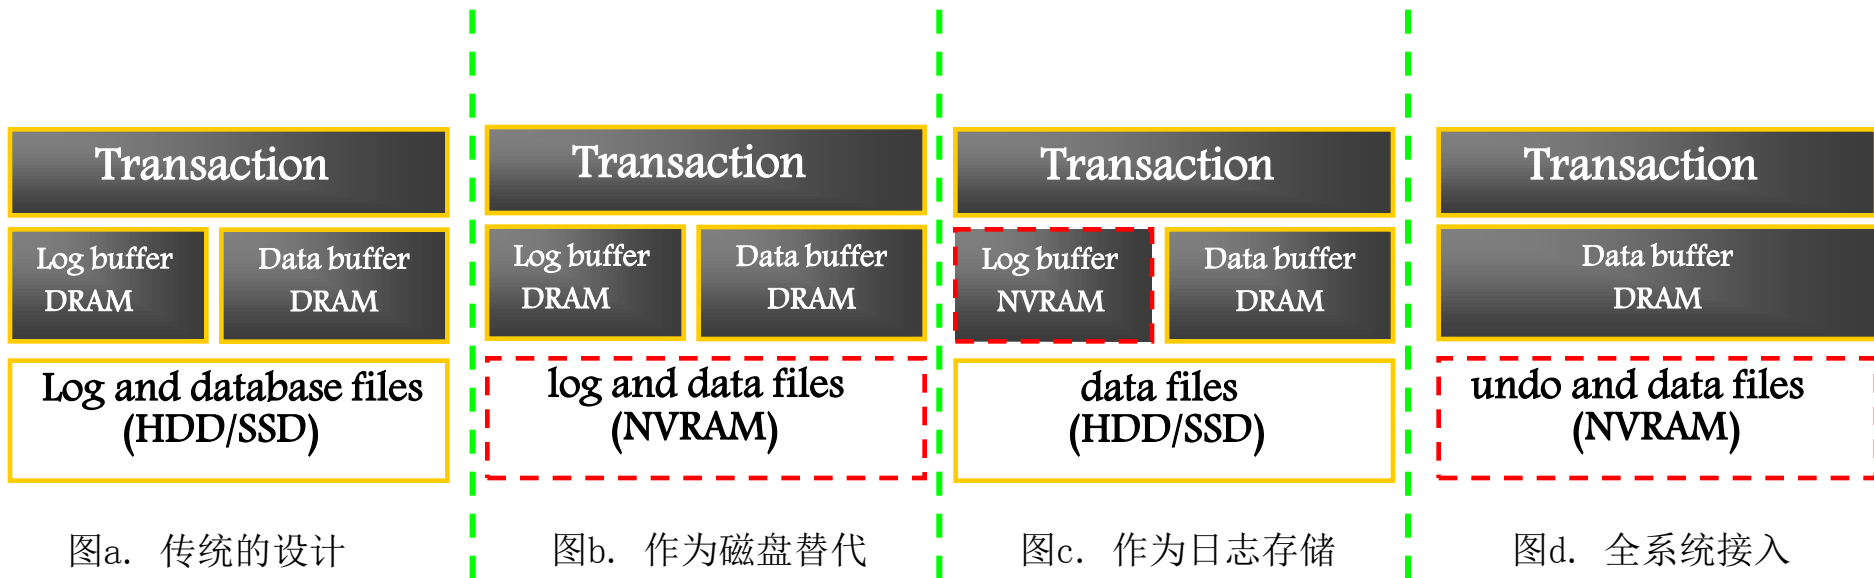 Transaction
Log buffer
DRAM
Data buffer
DRAM
Log and database files
(HDD/SSD)
图a. 传统的设计
Transaction
Log buffer
DRAM
Data buffer
DRAM
log and data files
(NVRAM)
图b. 作为磁盘替代
Transaction
Log buffer
NVRAM
Data buffer
DRAM
data files
(HDD/SSD)
图c. 作为日志存储
Transaction
Data buffer
DRAM
undo and data files
(NVRAM)
图d. 全系统接入